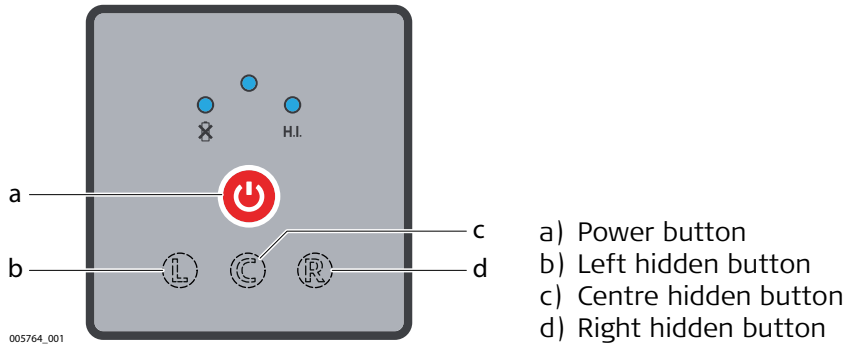 H.I.
a
c
b
L
C
R
d
a) Power button
b) Left hidden button
c) Centre hidden button
d) Right hidden button
005764_001